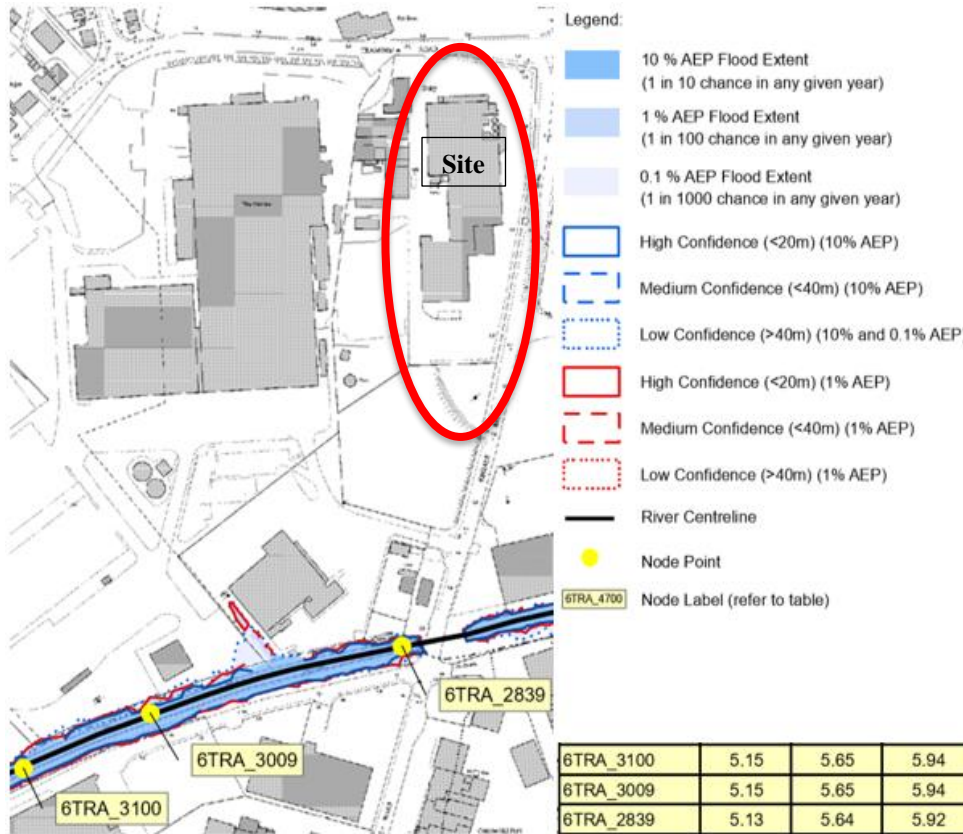 Site
6TRA_2839
6TRA_3009
6TRA_3100
Legend:
10 % AEP Flood Extent
(1 in 10 chance in any given year)
1 % AEP Flood Extent
(1 in 100 chance in any given year)
0.1 % AEP Flood Extent
(1 in 1000 chance in any given year)
High Confidence (<20m) (10% AEP)
Medium Confidence (<40m) (10% AEP)
Low Confidence (>40m) (10% and 0.1% AEP)
High Confidence (<20m) (1% AEP)
Medium Confidence (<40m) (1% AEP)
Low Confidence (>40m) (1% AEP)
River Centreline
Node Point
6TRA_4700 Node Label (refer to table)
6TRA_3100 5.15 5.65 5.94
6TRA_3009 5.15 5.65 5.94
6TRA_2839 5.13 5.64 5.92